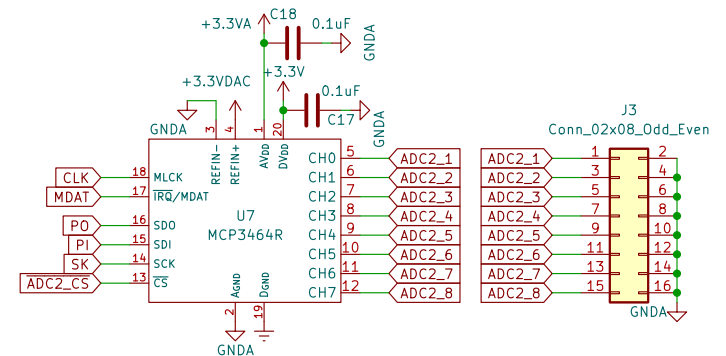 +3.3VA
C18
0.1uF
GNDA
+3.3V
+3.3VDAC
0.1uF
C17
GNDA
GNDA
3
4
1
20
REFIN-
REFIN+
AVDD
DVDD
J3
Conn_02x08_Odd_Even
CH0 5 ADC2_1
CH1 6 ADC2_2
CH2 7 ADC2_3
CH3 8 ADC2_4
CH4 9 ADC2_5
CH5 10 ADC2_6
CH6 11 ADC2_7
CH7 12 ADC2_8
CLK 18 MLCK
MDAT 17 IRQ/MDAT
PO 16 SDO
PI 15 SDI
SK 14 SCK
ADC2_CS 13 CS
U7
MCP3464R
AGND
DGND
2
19
GNDA
ADC2_1 1 2
ADC2_2 3 4
ADC2_3 5 6
ADC2_4 7 8
ADC2_5 9 10
ADC2_6 11 12
ADC2_7 13 14
ADC2_8 15 16
GNDA